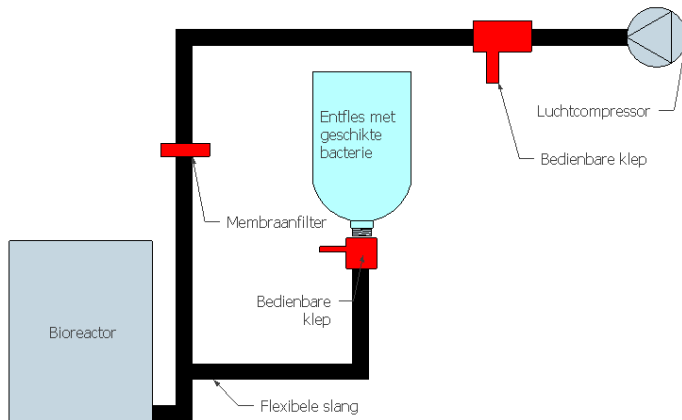 Luchtcompressor
Entfles met
geschikte
bacterie
Bedienbare klep
Membraanfilter
Bedienbare
klep
Bioreactor
Flexibele slang